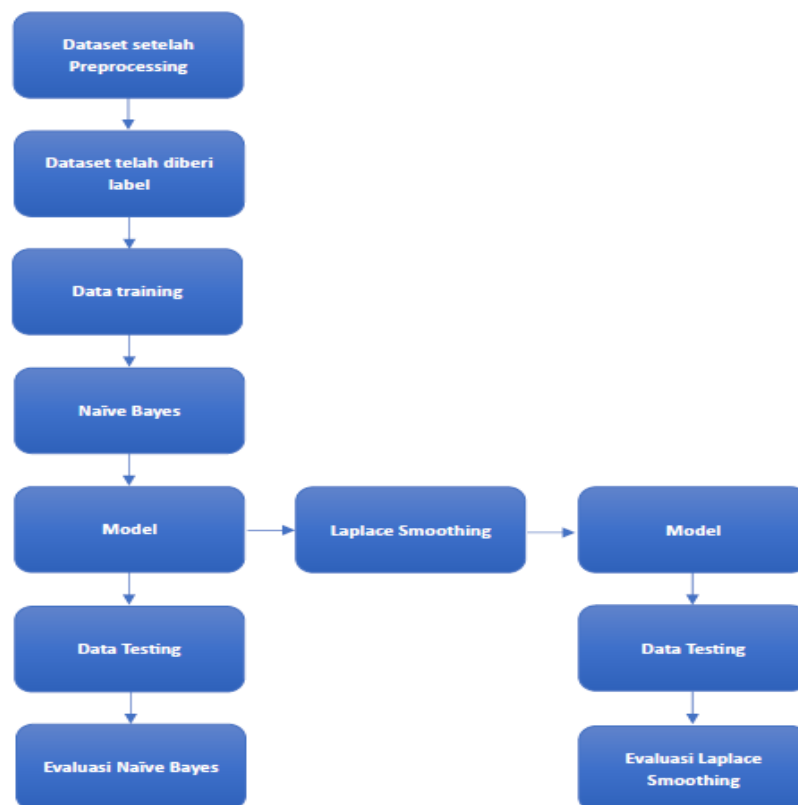 Dataset setelah
Preprocessing
Dataset telah diberi
label
Data training
Naïve Bayes
Model
Laplace Smoothing
Model
Data Testing
Data Testing
Evaluasi Naïve Bayes
Evaluasi Laplace
Smoothing